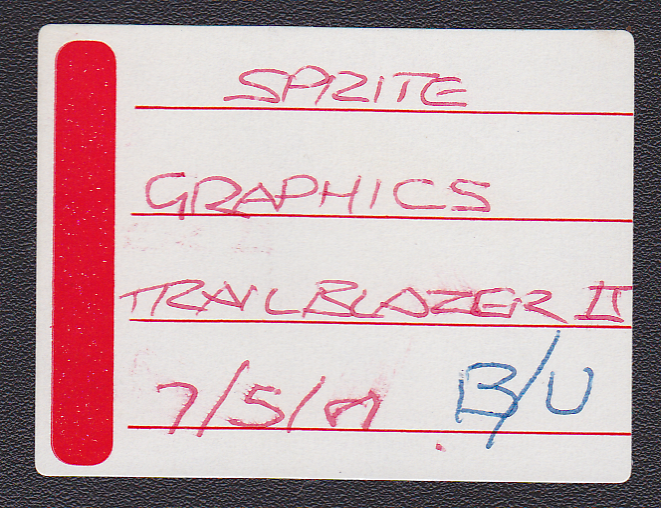 SPRITE
GRAPHICS
TRAILBLAZER II
7/5/87 B/U